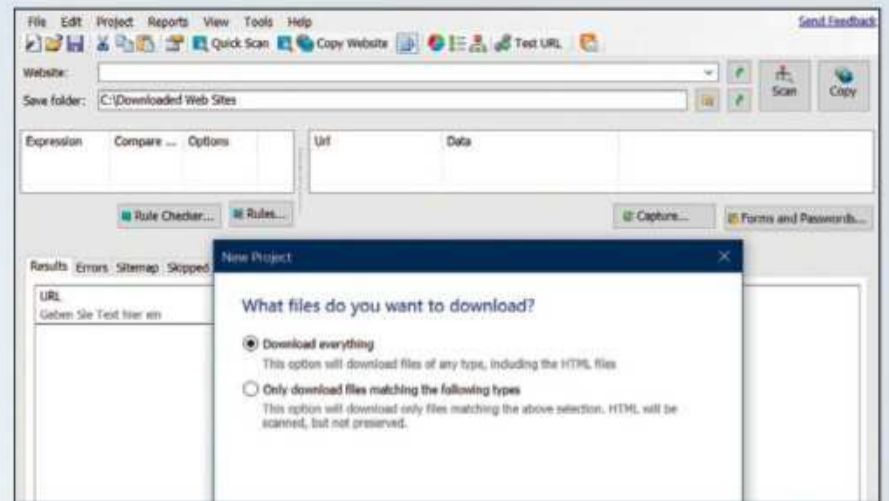 File Edit Project Reports View Tools Help
Send Feedback
Quick Scan Copy Website Test URL
Website:
Scan Copy
Save folder: C:\Downloaded Web Sites
Expression Compare ... Options Url Data
Rule Checker... Rules... Capture... Forms and Passwords...
New Project
Results Errors Sitemap Skipped
What files do you want to download?
URL
Geben Sie Text hier ein
Download everything
This option will download files of any type, including the HTML files
Only download files matching the following types
This option will download only files matching the above selection. HTML will be
scanned, but not preserved.